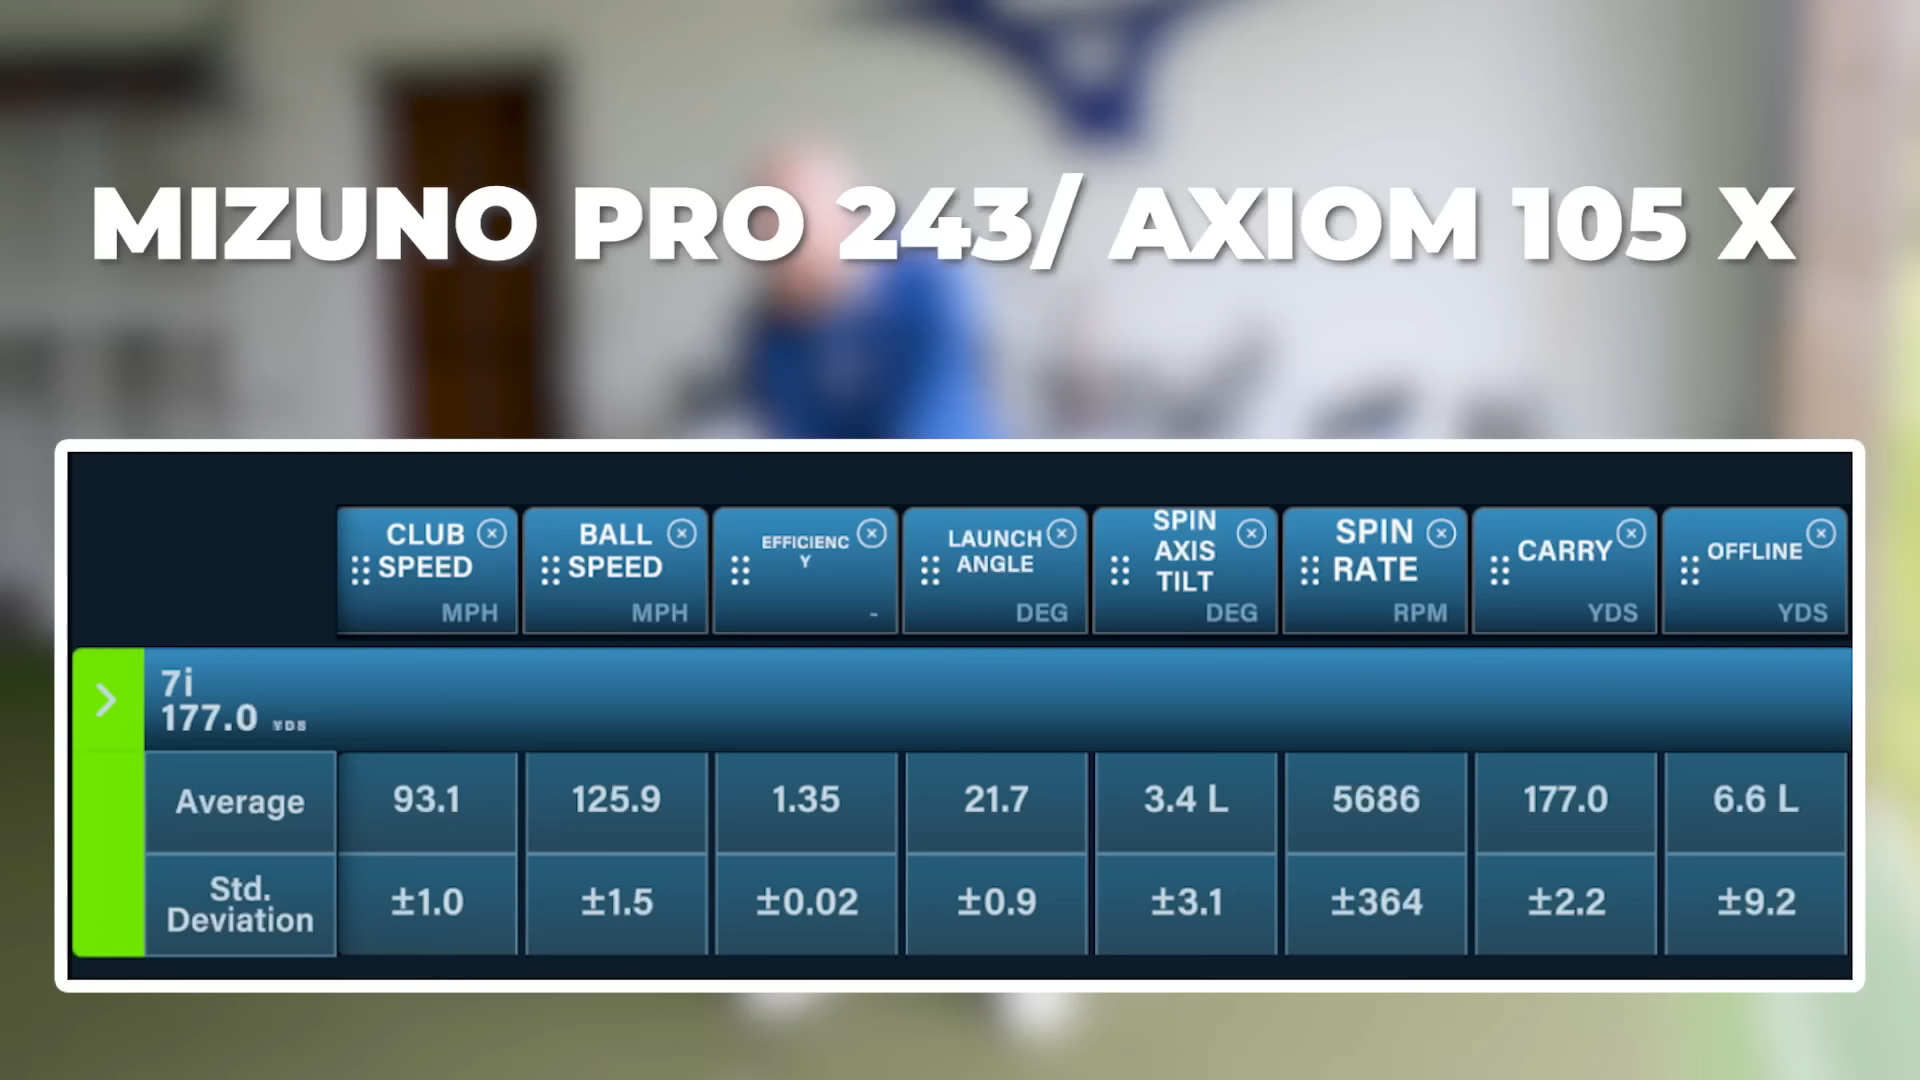 MIZUNO PRO 243/ AXIOM 105 X
CLUB SPEED MPH
BALL SPEED MPH
EFFICIENCY -
LAUNCH ANGLE DEG
SPIN AXIS TILT DEG
SPIN RATE RPM
CARRY YDS
OFFLINE YDS
7i
177.0 YDS
Average 93.1 125.9 1.35 21.7 3.4 L 5686 177.0 6.6 L
Std. Deviation ±1.0 ±1.5 ±0.02 ±0.9 ±3.1 ±364 ±2.2 ±9.2